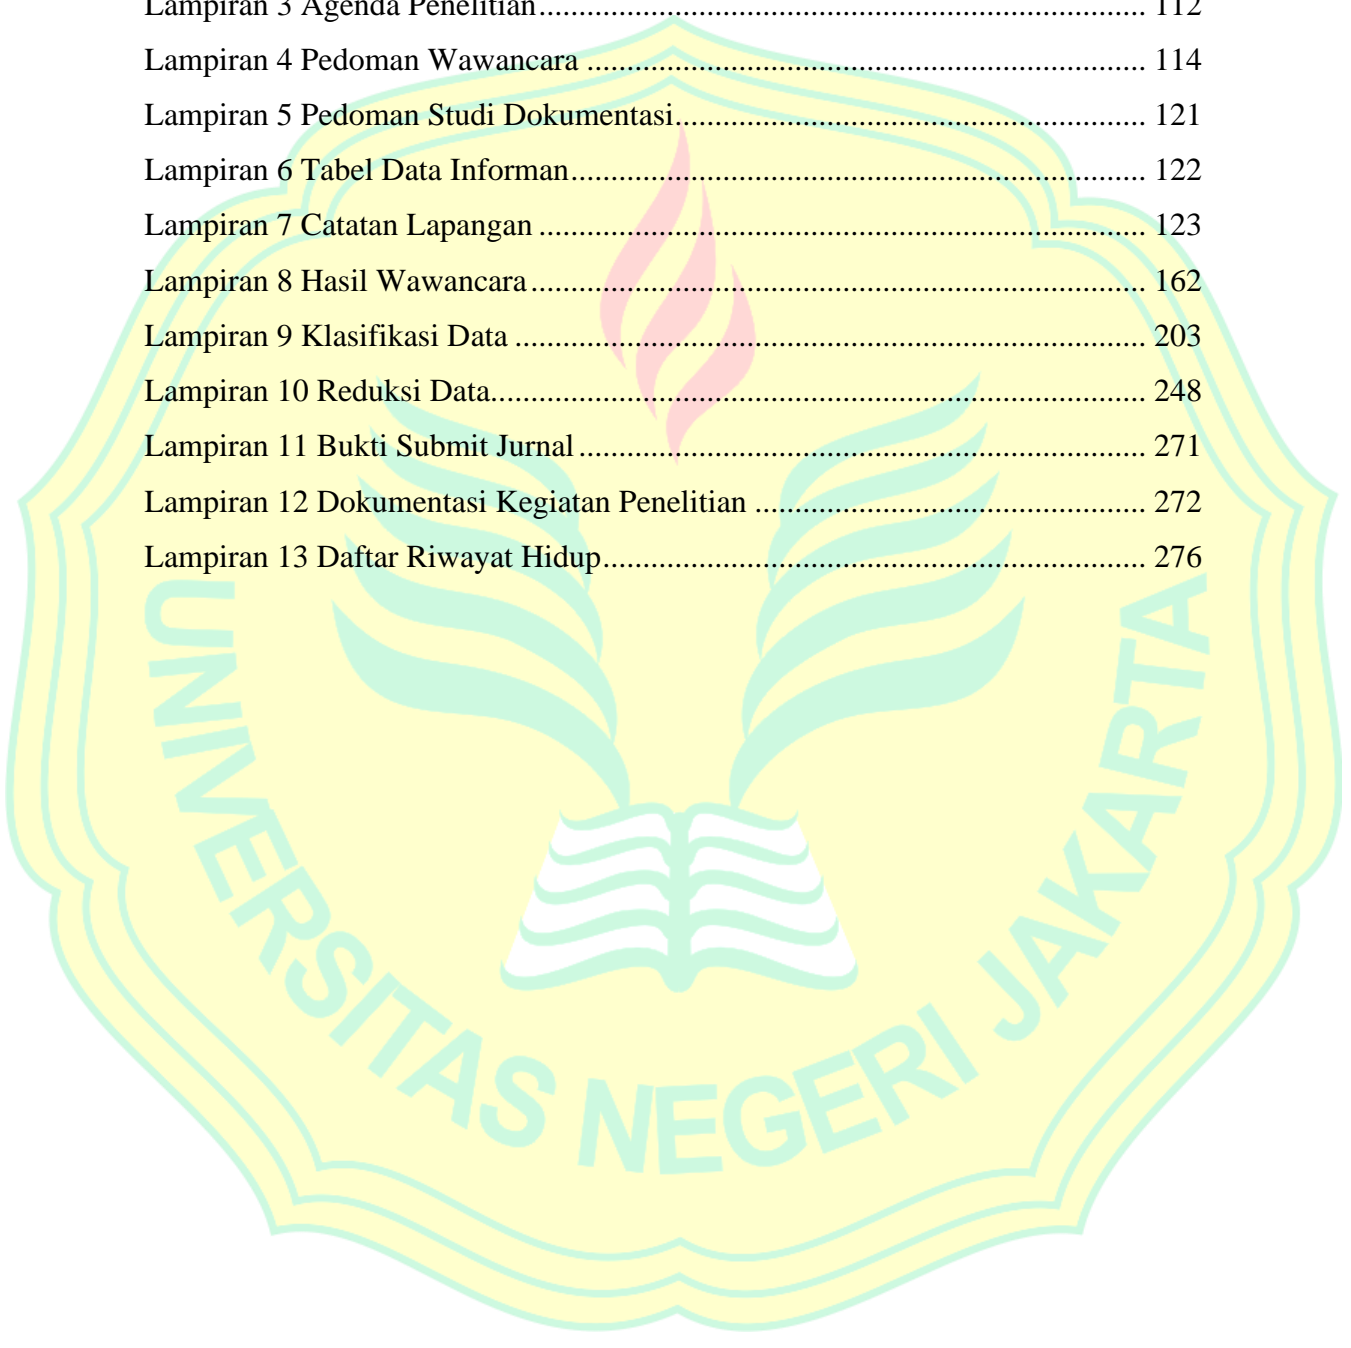 Lampiran 3 Agenda Penelitian............................................................................ 112
Lampiran 4 Pedoman Wawancara ...................................................................... 114
Lampiran 5 Pedoman Studi Dokumentasi........................................................... 121
Lampiran 6 Tabel Data Informan........................................................................ 122
Lampiran 7 Catatan Lapangan ............................................................................ 123
Lampiran 8 Hasil Wawancara ............................................................................. 162
Lampiran 9 Klasifikasi Data ............................................................................... 203
Lampiran 10 Reduksi Data.................................................................................. 248
Lampiran 11 Bukti Submit Jurnal ....................................................................... 271
Lampiran 12 Dokumentasi Kegiatan Penelitian ................................................. 272
Lampiran 13 Daftar Riwayat Hidup.................................................................... 276
UNIVERSITAS NEGERI JAKARTA